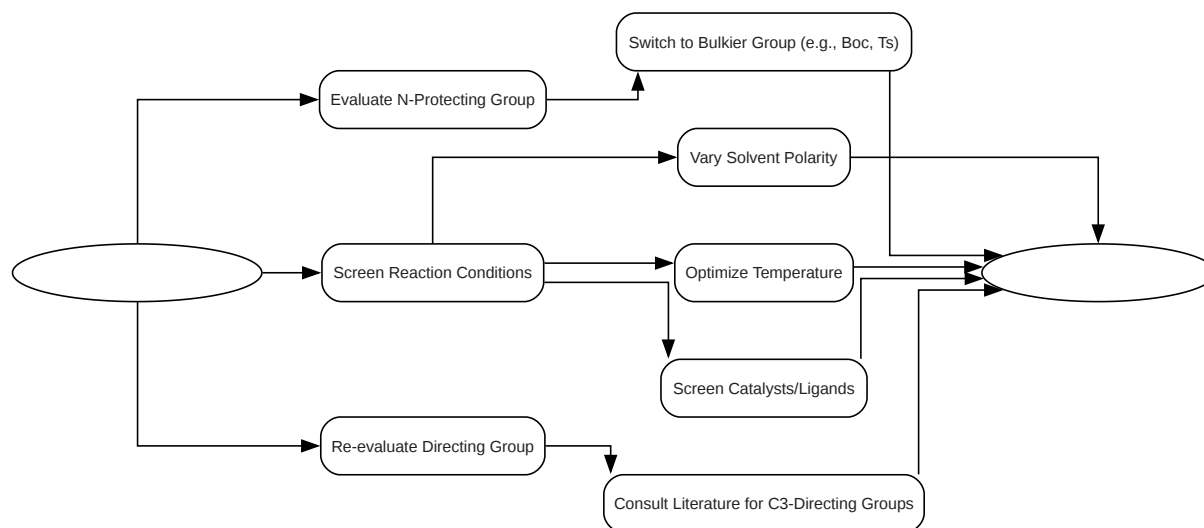 Switch to Bulkier Group (e.g., Boc, Ts)
Evaluate N-Protecting Group
Vary Solvent Polarity
Screen Reaction Conditions
Optimize Temperature
Screen Catalysts/Ligands
Re-evaluate Directing Group
Consult Literature for C3-Directing Groups